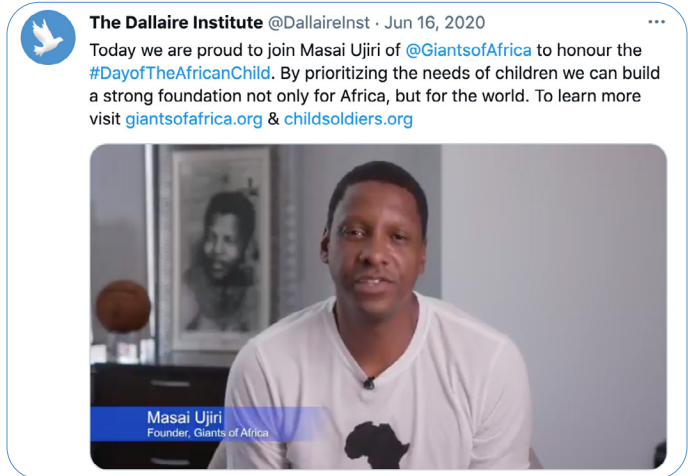 The Dallaire Institute @DallaireInst · Jun 16, 2020
Today we are proud to join Masai Ujiri of @GiantsofAfrica to honour the
#DayofTheAfricanChild. By prioritizing the needs of children we can build
a strong foundation not only for Africa, but for the world. To learn more
visit giantsofafrica.org & childsoldiers.org
Masai Ujiri
Founder, Giants of Africa